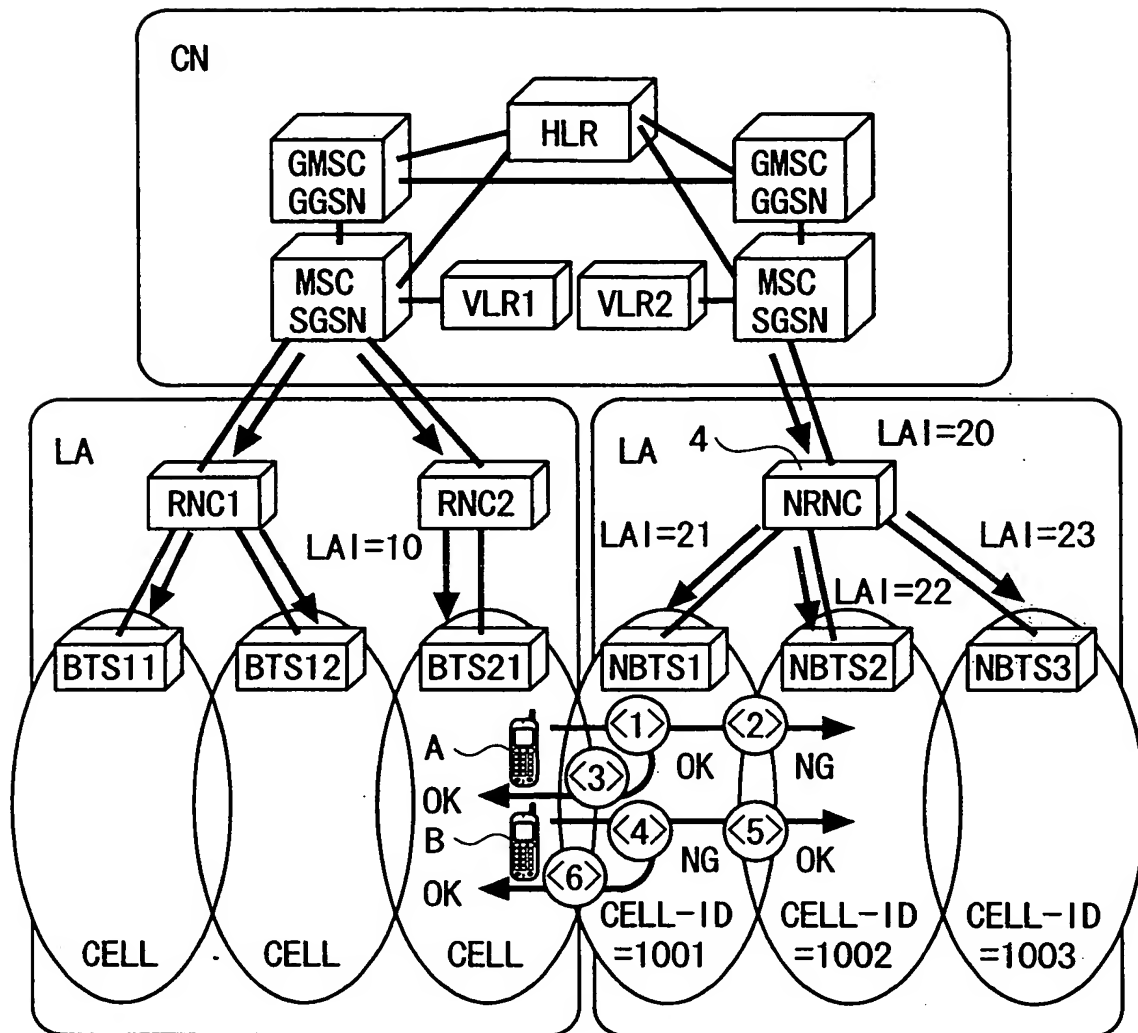 CN
HLR
GMSC
GGSN
GMSC
GGSN
MSC
SGSN
VLR1
VLR2
MSC
SGSN
LA
LA
4
LAI=20
RNC1
RNC2
NRNC
LAI=10
LAI=21
LAI=22
LAI=23
BTS11
BTS12
BTS21
NBTS1
NBTS2
NBTS3
<1>
<2>
A
<3>
OK
NG
OK
B
<4>
<5>
NG
OK
<6>
OK
CELL
CELL
CELL
CELL-ID
=1001
CELL-ID
=1002
CELL-ID
=1003